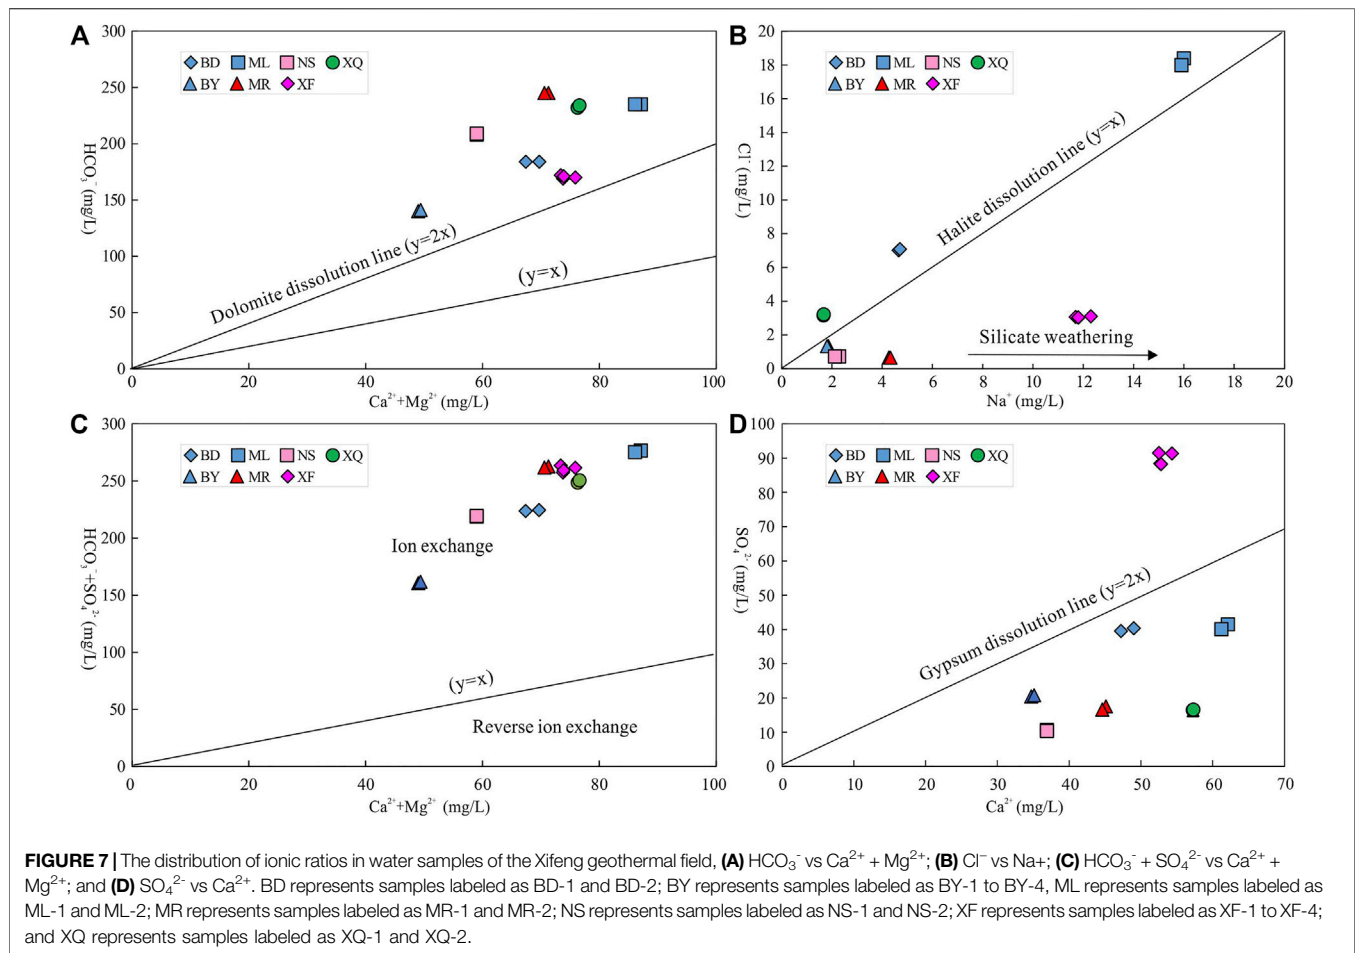 A
300
250
200
150
100
50
0
HCO₃⁻ (mg/L)
BD ML NS XQ
BY MR XF
Dolomite dissolution line (y=2x)
(y=x)
0 20 40 60 80 100
Ca²⁺+Mg²⁺ (mg/L)
B
20
18
16
14
12
10
8
6
4
2
0
Cl⁻ (mg/L)
BD ML NS XQ
BY MR XF
Halite dissolution line (y=x)
Silicate weathering
0 2 4 6 8 10 12 14 16 18 20
Na⁺ (mg/L)
C
300
250
200
150
100
50
0
HCO₃⁻+SO₄²⁻ (mg/L)
BD ML NS XQ
BY MR XF
Ion exchange
(y=x)
Reverse ion exchange
0 20 40 60 80 100
Ca²⁺+Mg²⁺ (mg/L)
D
100
90
80
70
60
50
40
30
20
10
0
SO₄²⁻ (mg/L)
BD ML NS XQ
BY MR XF
Gypsum dissolution line (y=2x)
0 10 20 30 40 50 60 70
Ca²⁺ (mg/L)
FIGURE 7 | The distribution of ionic ratios in water samples of the Xifeng geothermal field, (A) HCO₃⁻ vs Ca²⁺ + Mg²⁺; (B) Cl⁻ vs Na+; (C) HCO₃⁻ + SO₄²⁻ vs Ca²⁺ +
Mg²⁺; and (D) SO₄²⁻ vs Ca²⁺. BD represents samples labeled as BD-1 and BD-2; BY represents samples labeled as BY-1 to BY-4, ML represents samples labeled as
ML-1 and ML-2; MR represents samples labeled as MR-1 and MR-2; NS represents samples labeled as NS-1 and NS-2; XF represents samples labeled as XF-1 to XF-4;
and XQ represents samples labeled as XQ-1 and XQ-2.